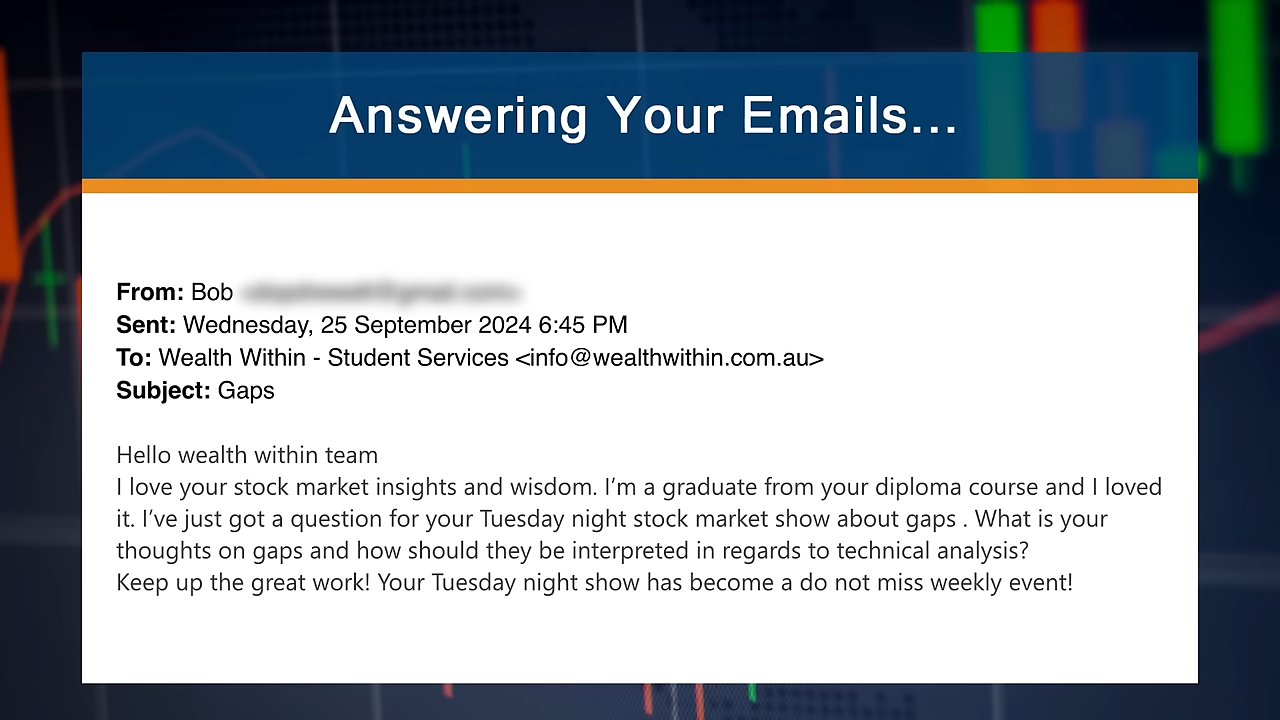 Answering Your Emails...
From: Bob
Sent: Wednesday, 25 September 2024 6:45 PM
To: Wealth Within - Student Services <info@wealthwithin.com.au>
Subject: Gaps
Hello wealth within team
I love your stock market insights and wisdom. I’m a graduate from your diploma course and I loved
it. I’ve just got a question for your Tuesday night stock market show about gaps . What is your
thoughts on gaps and how should they be interpreted in regards to technical analysis?
Keep up the great work! Your Tuesday night show has become a do not miss weekly event!